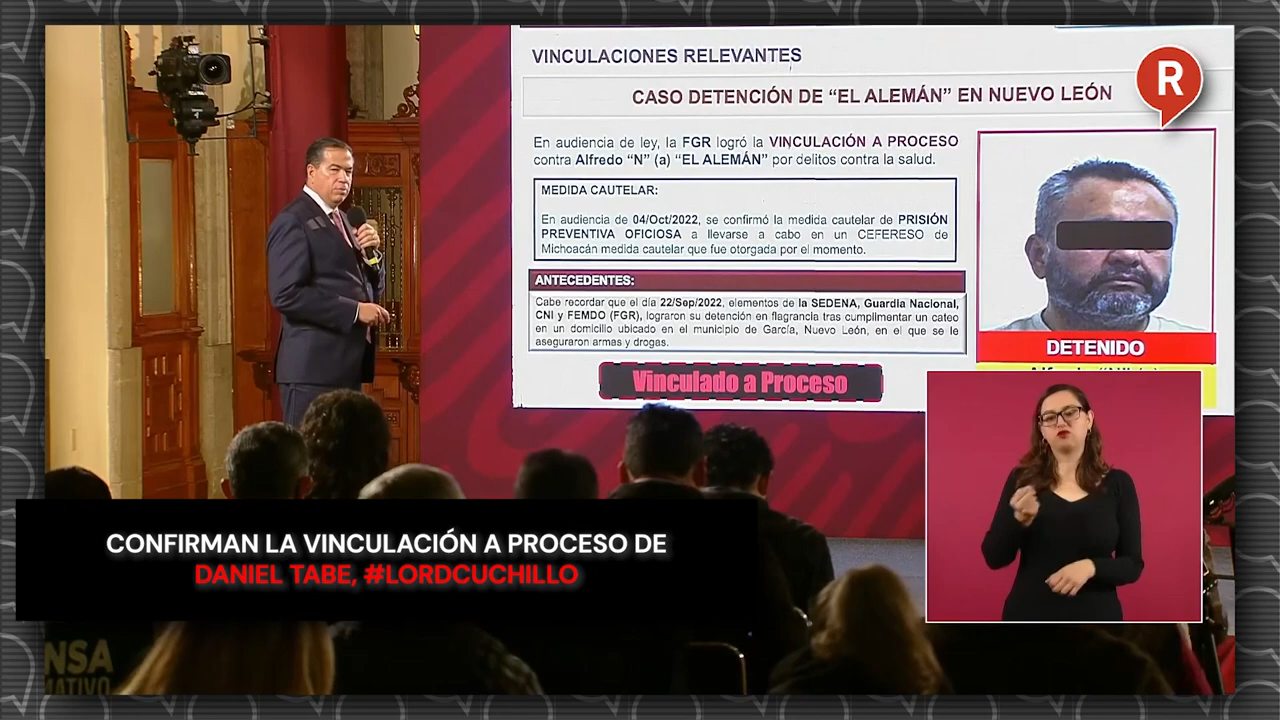 VINCULACIONES RELEVANTES
R
CASO DETENCIÓN DE “EL ALEMÁN” EN NUEVO LEÓN
En audiencia de ley, la FGR logró la VINCULACIÓN A PROCESO
contra Alfredo “N” (a) “EL ALEMÁN” por delitos contra la salud.
MEDIDA CAUTELAR:
En audiencia de 04/Oct/2022, se confirmó la medida cautelar de PRISIÓN
PREVENTIVA OFICIOSA a llevarse a cabo en un CEFERESO de
Michoacán medida cautelar que fue otorgada por el momento.
ANTECEDENTES:
Cabe recordar que el día 22/Sep/2022, elementos de la SEDENA, Guardia Nacional,
CNI y FEMDO (FGR), lograron su detención en flagrancia tras cumplimentar un cateo
en un domicilio ubicado en el municipio de García, Nuevo León, en el que se le
aseguraron armas y drogas.
DETENIDO
Vinculado a Proceso
CONFIRMAN LA VINCULACIÓN A PROCESO DE
DANIEL TABE, #LORDCUCHILLO
NSA
MATIVO